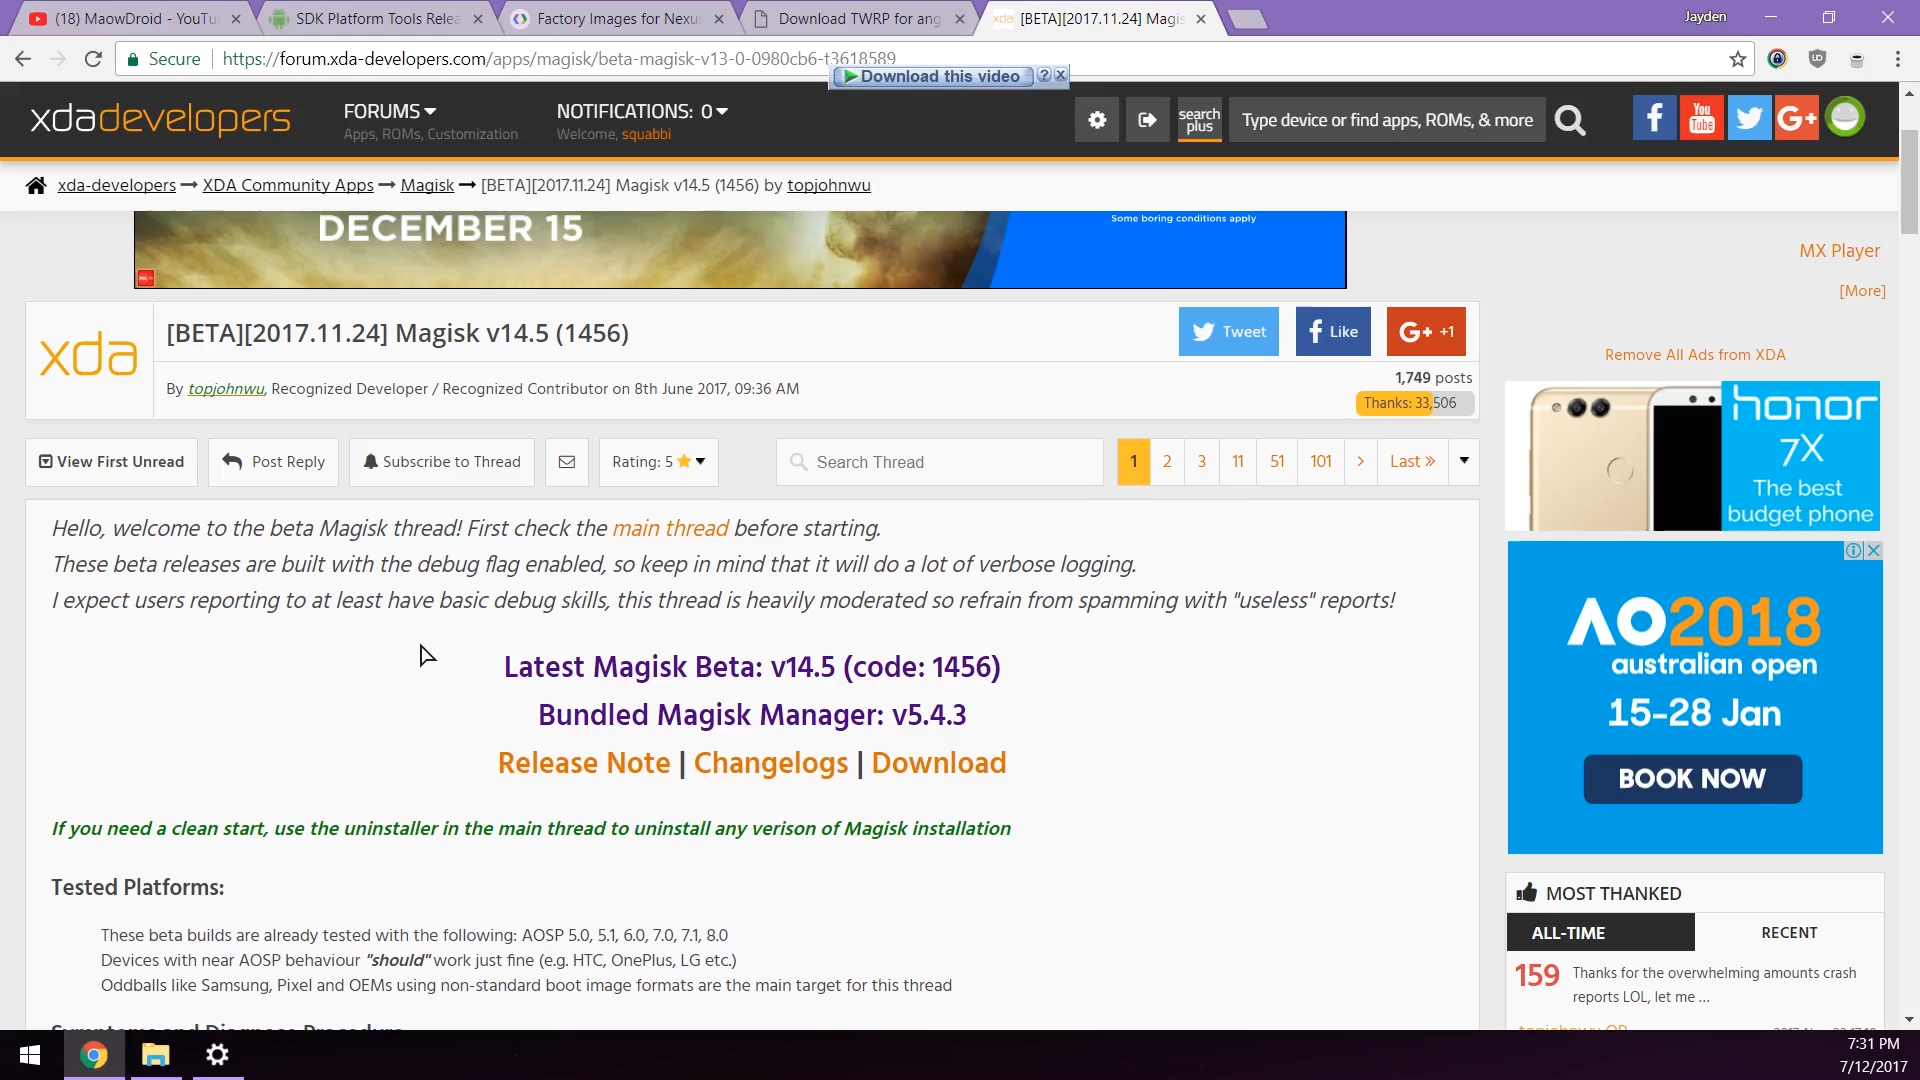 (18) MaowDroid - YouTu
SDK Platform Tools Relea
Factory Images for Nexus
Download TWRP for ang
[BETA][2017.11.24] Magis
Jayden
Secure
https://forum.xda-developers.com/apps/magisk/beta-magisk-v13-0-0980cb6-t3618589
Download this video
xdadevelopers
FORUMS
Apps, ROMs, Customization
NOTIFICATIONS: 0
Welcome, squabbi
search plus
Type device or find apps, ROMs, & more
You Tube
G+
xda-developers → XDA Community Apps → Magisk → [BETA][2017.11.24] Magisk v14.5 (1456) by topjohnwu
DECEMBER 15
Some boring conditions apply
MX Player
[More]
xda
[BETA][2017.11.24] Magisk v14.5 (1456)
Tweet
Like
G+ +1
By topjohnwu, Recognized Developer / Recognized Contributor on 8th June 2017, 09:36 AM
1,749 posts
Thanks: 33,506
Remove All Ads from XDA
honor
7X
The best
budget phone
View First Unread
Post Reply
Subscribe to Thread
Rating: 5
Search Thread
1 2 3 11 51 101 > Last »
Hello, welcome to the beta Magisk thread! First check the main thread before starting.
These beta releases are built with the debug flag enabled, so keep in mind that it will do a lot of verbose logging.
I expect users reporting to at least have basic debug skills, this thread is heavily moderated so refrain from spamming with "useless" reports!
Latest Magisk Beta: v14.5 (code: 1456)
Bundled Magisk Manager: v5.4.3
Release Note | Changelogs | Download
If you need a clean start, use the uninstaller in the main thread to uninstall any verison of Magisk installation
Tested Platforms:
These beta builds are already tested with the following: AOSP 5.0, 5.1, 6.0, 7.0, 7.1, 8.0
Devices with near AOSP behaviour "should" work just fine (e.g. HTC, OnePlus, LG etc.)
Oddballs like Samsung, Pixel and OEMs using non-standard boot image formats are the main target for this thread
Symptoms and Diagnose Procedure
AO2018
australian open
15-28 Jan
BOOK NOW
MOST THANKED
ALL-TIME
RECENT
159
Thanks for the overwhelming amounts crash
reports LOL, let me ...
topjohnwu OP
7:31 PM
7/12/2017